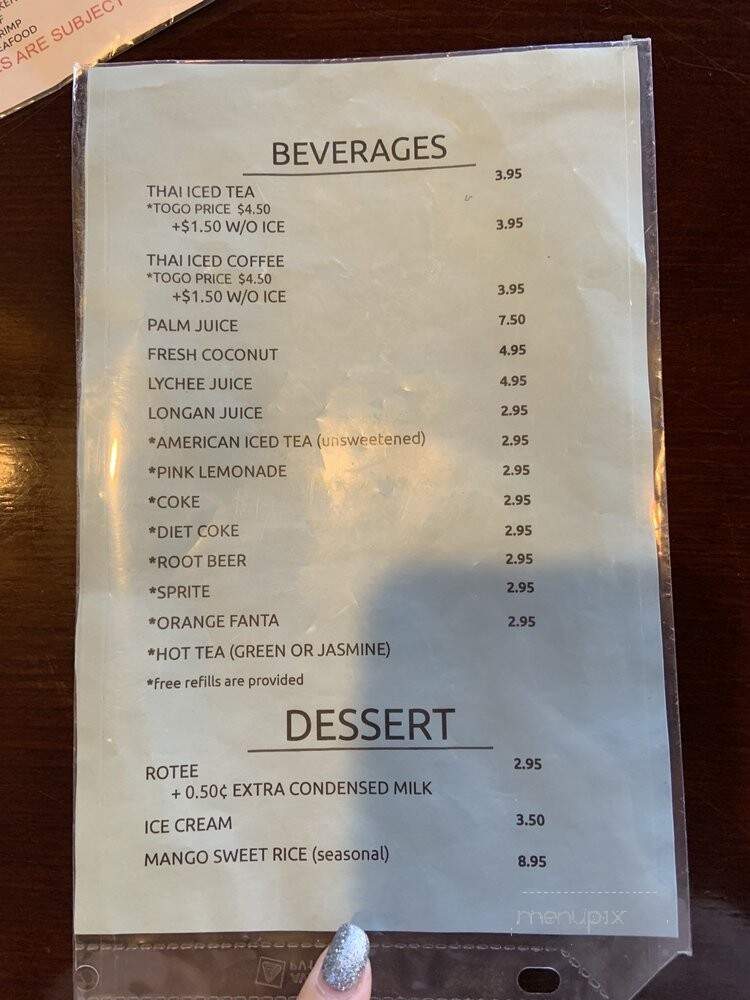 RIMP
EAFOOD
ES ARE SUBJECT
BEVERAGES
THAI ICED TEA 3.95
*TOGO PRICE $4.50
+$1.50 W/O ICE 3.95
THAI ICED COFFEE
*TOGO PRICE $4.50
+$1.50 W/O ICE 3.95
PALM JUICE 7.50
FRESH COCONUT 4.95
LYCHEE JUICE 4.95
LONGAN JUICE 2.95
*AMERICAN ICED TEA (unsweetened) 2.95
*PINK LEMONADE 2.95
*COKE 2.95
*DIET COKE 2.95
*ROOT BEER 2.95
*SPRITE 2.95
*ORANGE FANTA 2.95
*HOT TEA (GREEN OR JASMINE)
*free refills are provided
DESSERT
ROTEE 2.95
+ 0.50¢ EXTRA CONDENSED MILK
ICE CREAM 3.50
MANGO SWEET RICE (seasonal) 8.95
menupix